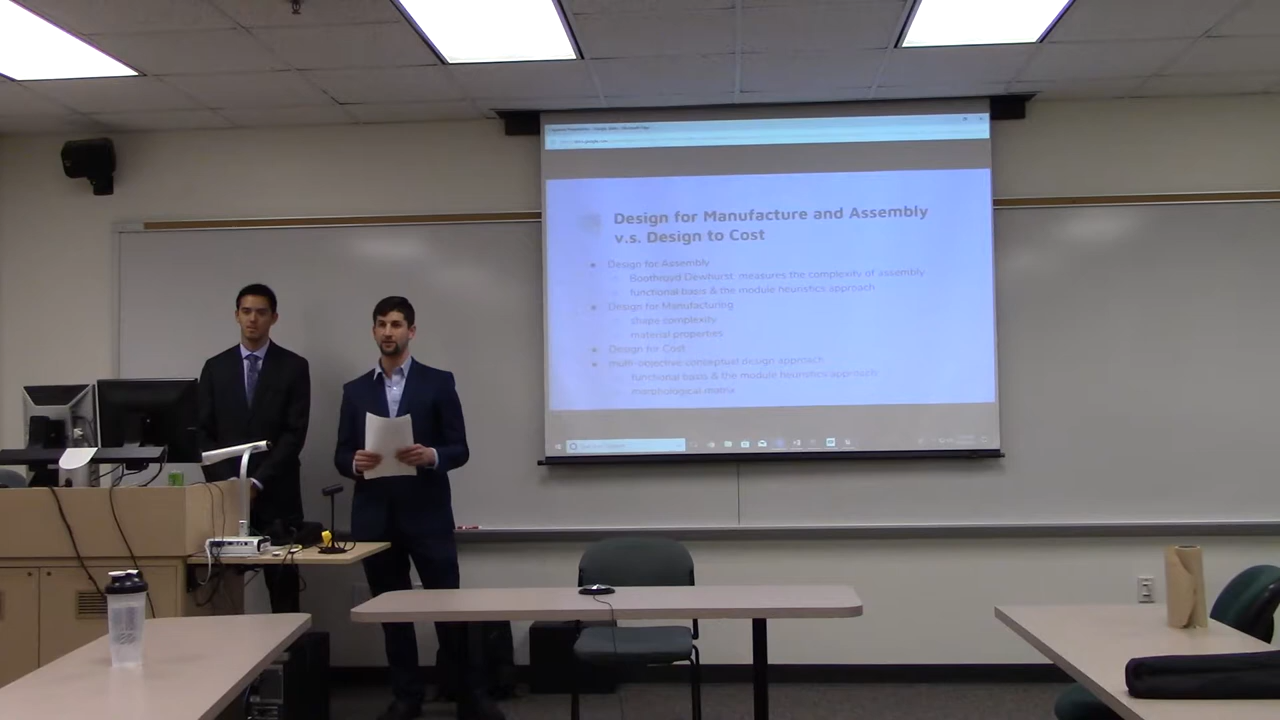 Design for Manufacture and Assembly
v.s. Design to Cost
Design for Assembly
Boothroyd Dewhurst measures the complexity of assembly
functional basis & the module heuristics approach
Design for Manufacturing
shape complexity
material properties
Design for Cost
multi-objective conceptual design approach
functional basis & the module heuristics approach
morphological matrix